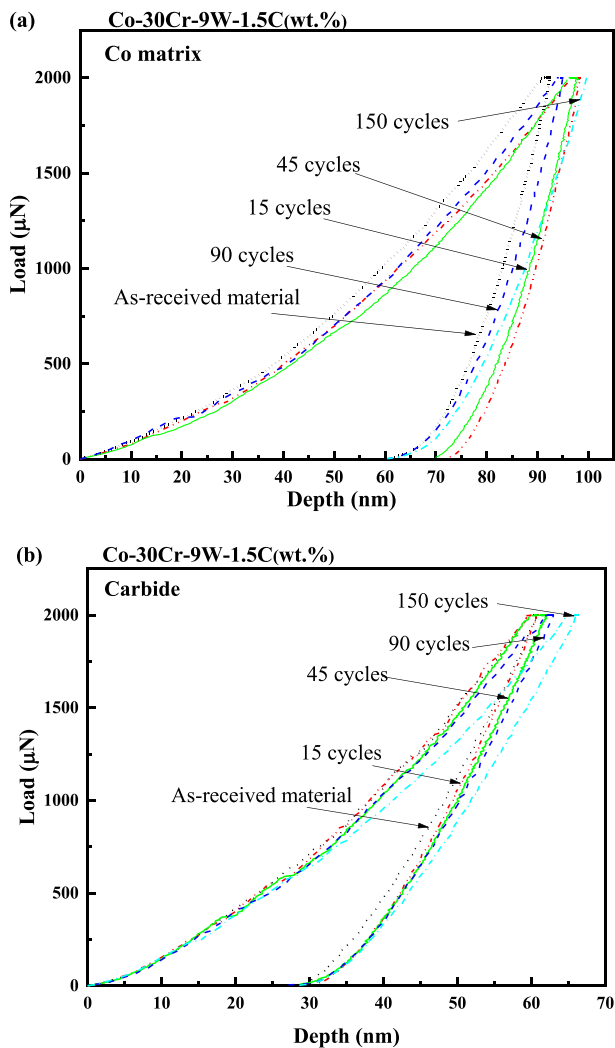 (a)
Co-30Cr-9W-1.5C(wt.%)
Co matrix
2000
1500
1000
500
0
150 cycles
45 cycles
15 cycles
90 cycles
As-received material
Load (μN)
0 10 20 30 40 50 60 70 80 90 100
Depth (nm)
(b)
Co-30Cr-9W-1.5C(wt.%)
Carbide
2000
1500
1000
500
0
150 cycles
90 cycles
45 cycles
15 cycles
As-received material
Load (μN)
0 10 20 30 40 50 60 70
Depth (nm)